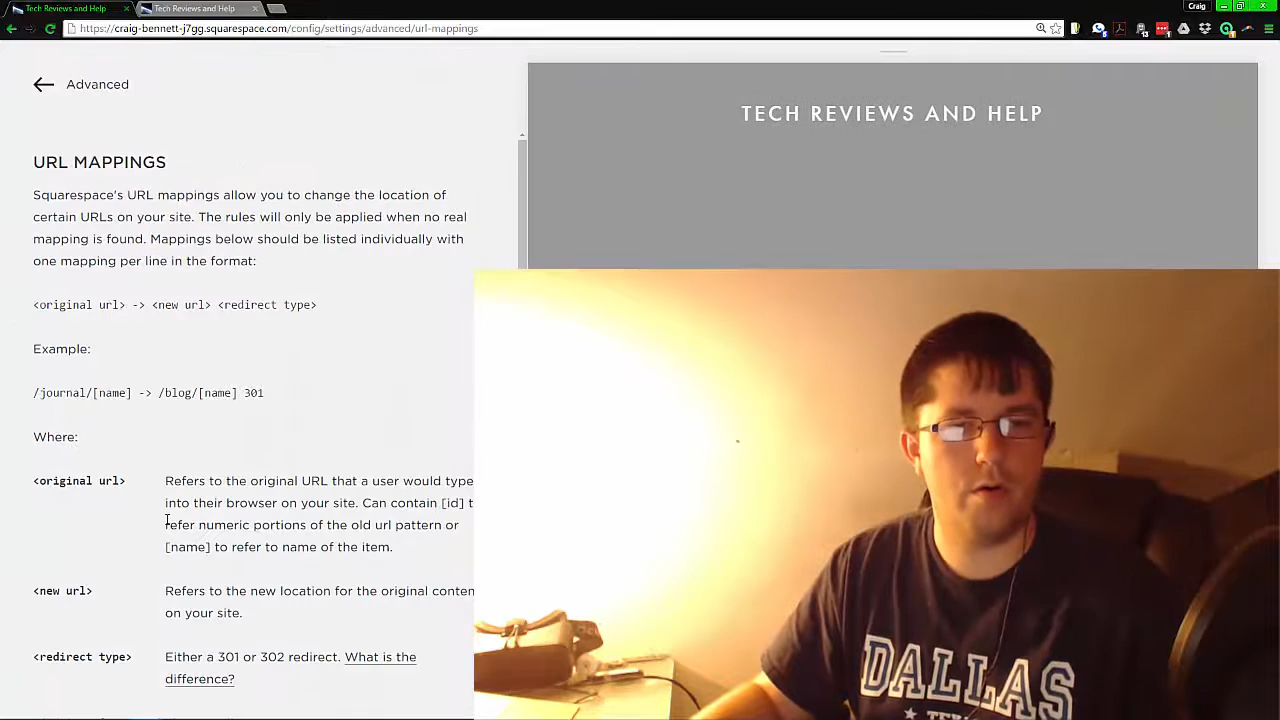 Tech Reviews and Help
Tech Reviews and Help
Craig
https://craig-bennett-j7gg.squarespace.com/config/settings/advanced/url-mappings
Advanced
TECH REVIEWS AND HELP
URL MAPPINGS
Squarespace's URL mappings allow you to change the location of
certain URLs on your site. The rules will only be applied when no real
mapping is found. Mappings below should be listed individually with
one mapping per line in the format:
<original url> -> <new url> <redirect type>
Example:
/journal/[name] -> /blog/[name] 301
Where:
<original url>
Refers to the original URL that a user would type
into their browser on your site. Can contain [id] t
refer numeric portions of the old url pattern or
[name] to refer to name of the item.
<new url>
Refers to the new location for the original conten
on your site.
<redirect type>
Either a 301 or 302 redirect. What is the
difference?
DALLAS